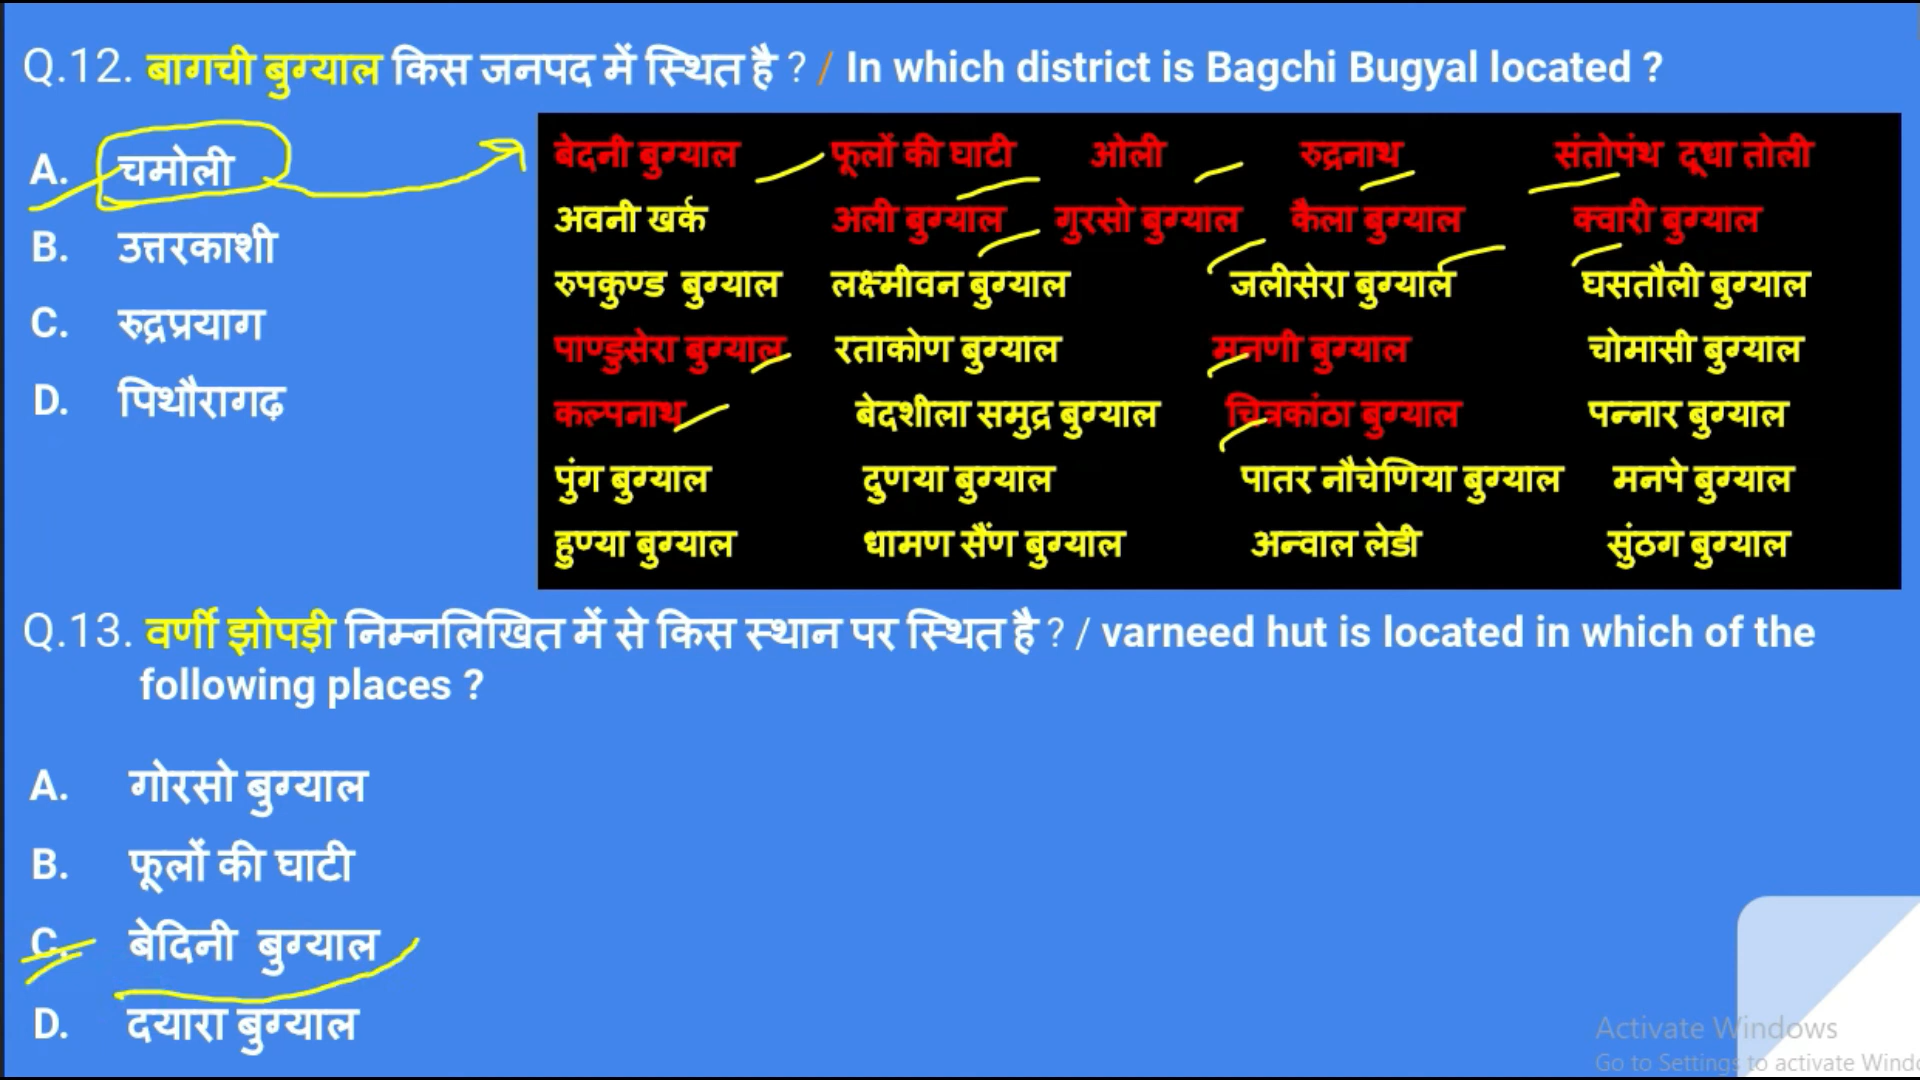 Q.12. बागची बुग्याल किस जनपद में स्थित है ? / In which district is Bagchi Bugyal located ?
A. चमोली
B. उत्तरकाशी
C. रुद्रप्रयाग
D. पिथौरागढ़
बेदनी बुग्याल फूलों की घाटी ओली रुद्रनाथ संतोपंथ दूधा तोली
अवनी खर्क अली बुग्याल गुरसो बुग्याल कैला बुग्याल क्वारी बुग्याल
रुपकुण्ड बुग्याल लक्ष्मीवन बुग्याल जलीसेरा बुग्याल घसतौली बुग्याल
पाण्डुसेरा बुग्याल रताकोण बुग्याल मनणी बुग्याल चोमासी बुग्याल
कल्पनाथ बेदशीला समुद्र बुग्याल चित्रकांठा बुग्याल पन्नार बुग्याल
पुंग बुग्याल दुणया बुग्याल पातर नौचेणिया बुग्याल मनपे बुग्याल
हुण्या बुग्याल धामण सैंण बुग्याल अन्वाल लेडी सुंठग बुग्याल
Q.13. वर्णी झोपड़ी निम्नलिखित में से किस स्थान पर स्थित है ? / varneed hut is located in which of the
following places ?
A. गोरसो बुग्याल
B. फूलों की घाटी
C. बेदिनी बुग्याल
D. दयारा बुग्याल
Activate Windows
Go to Settings to activate Windo